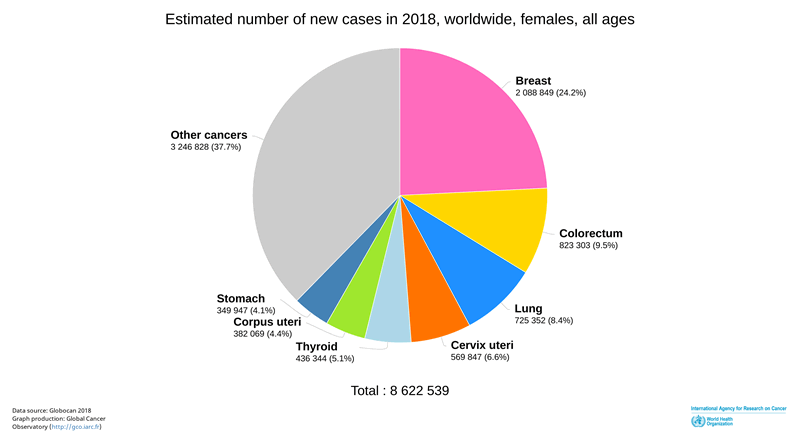 Estimated number of new cases in 2018, worldwide, females, all ages
Breast
2 088 849 (24.2%)
Colorectum
823 303 (9.5%)
Lung
725 352 (8.4%)
Cervix uteri
569 847 (6.6%)
Thyroid
436 344 (5.1%)
Corpus uteri
382 069 (4.4%)
Stomach
349 947 (4.1%)
Other cancers
3 246 828 (37.7%)
Total : 8 622 539
Data source: Globocan 2018
Graph production: Global Cancer
Observatory (http://gco.iarc.fr)
International Agency for Research on Cancer
World Health
Organization